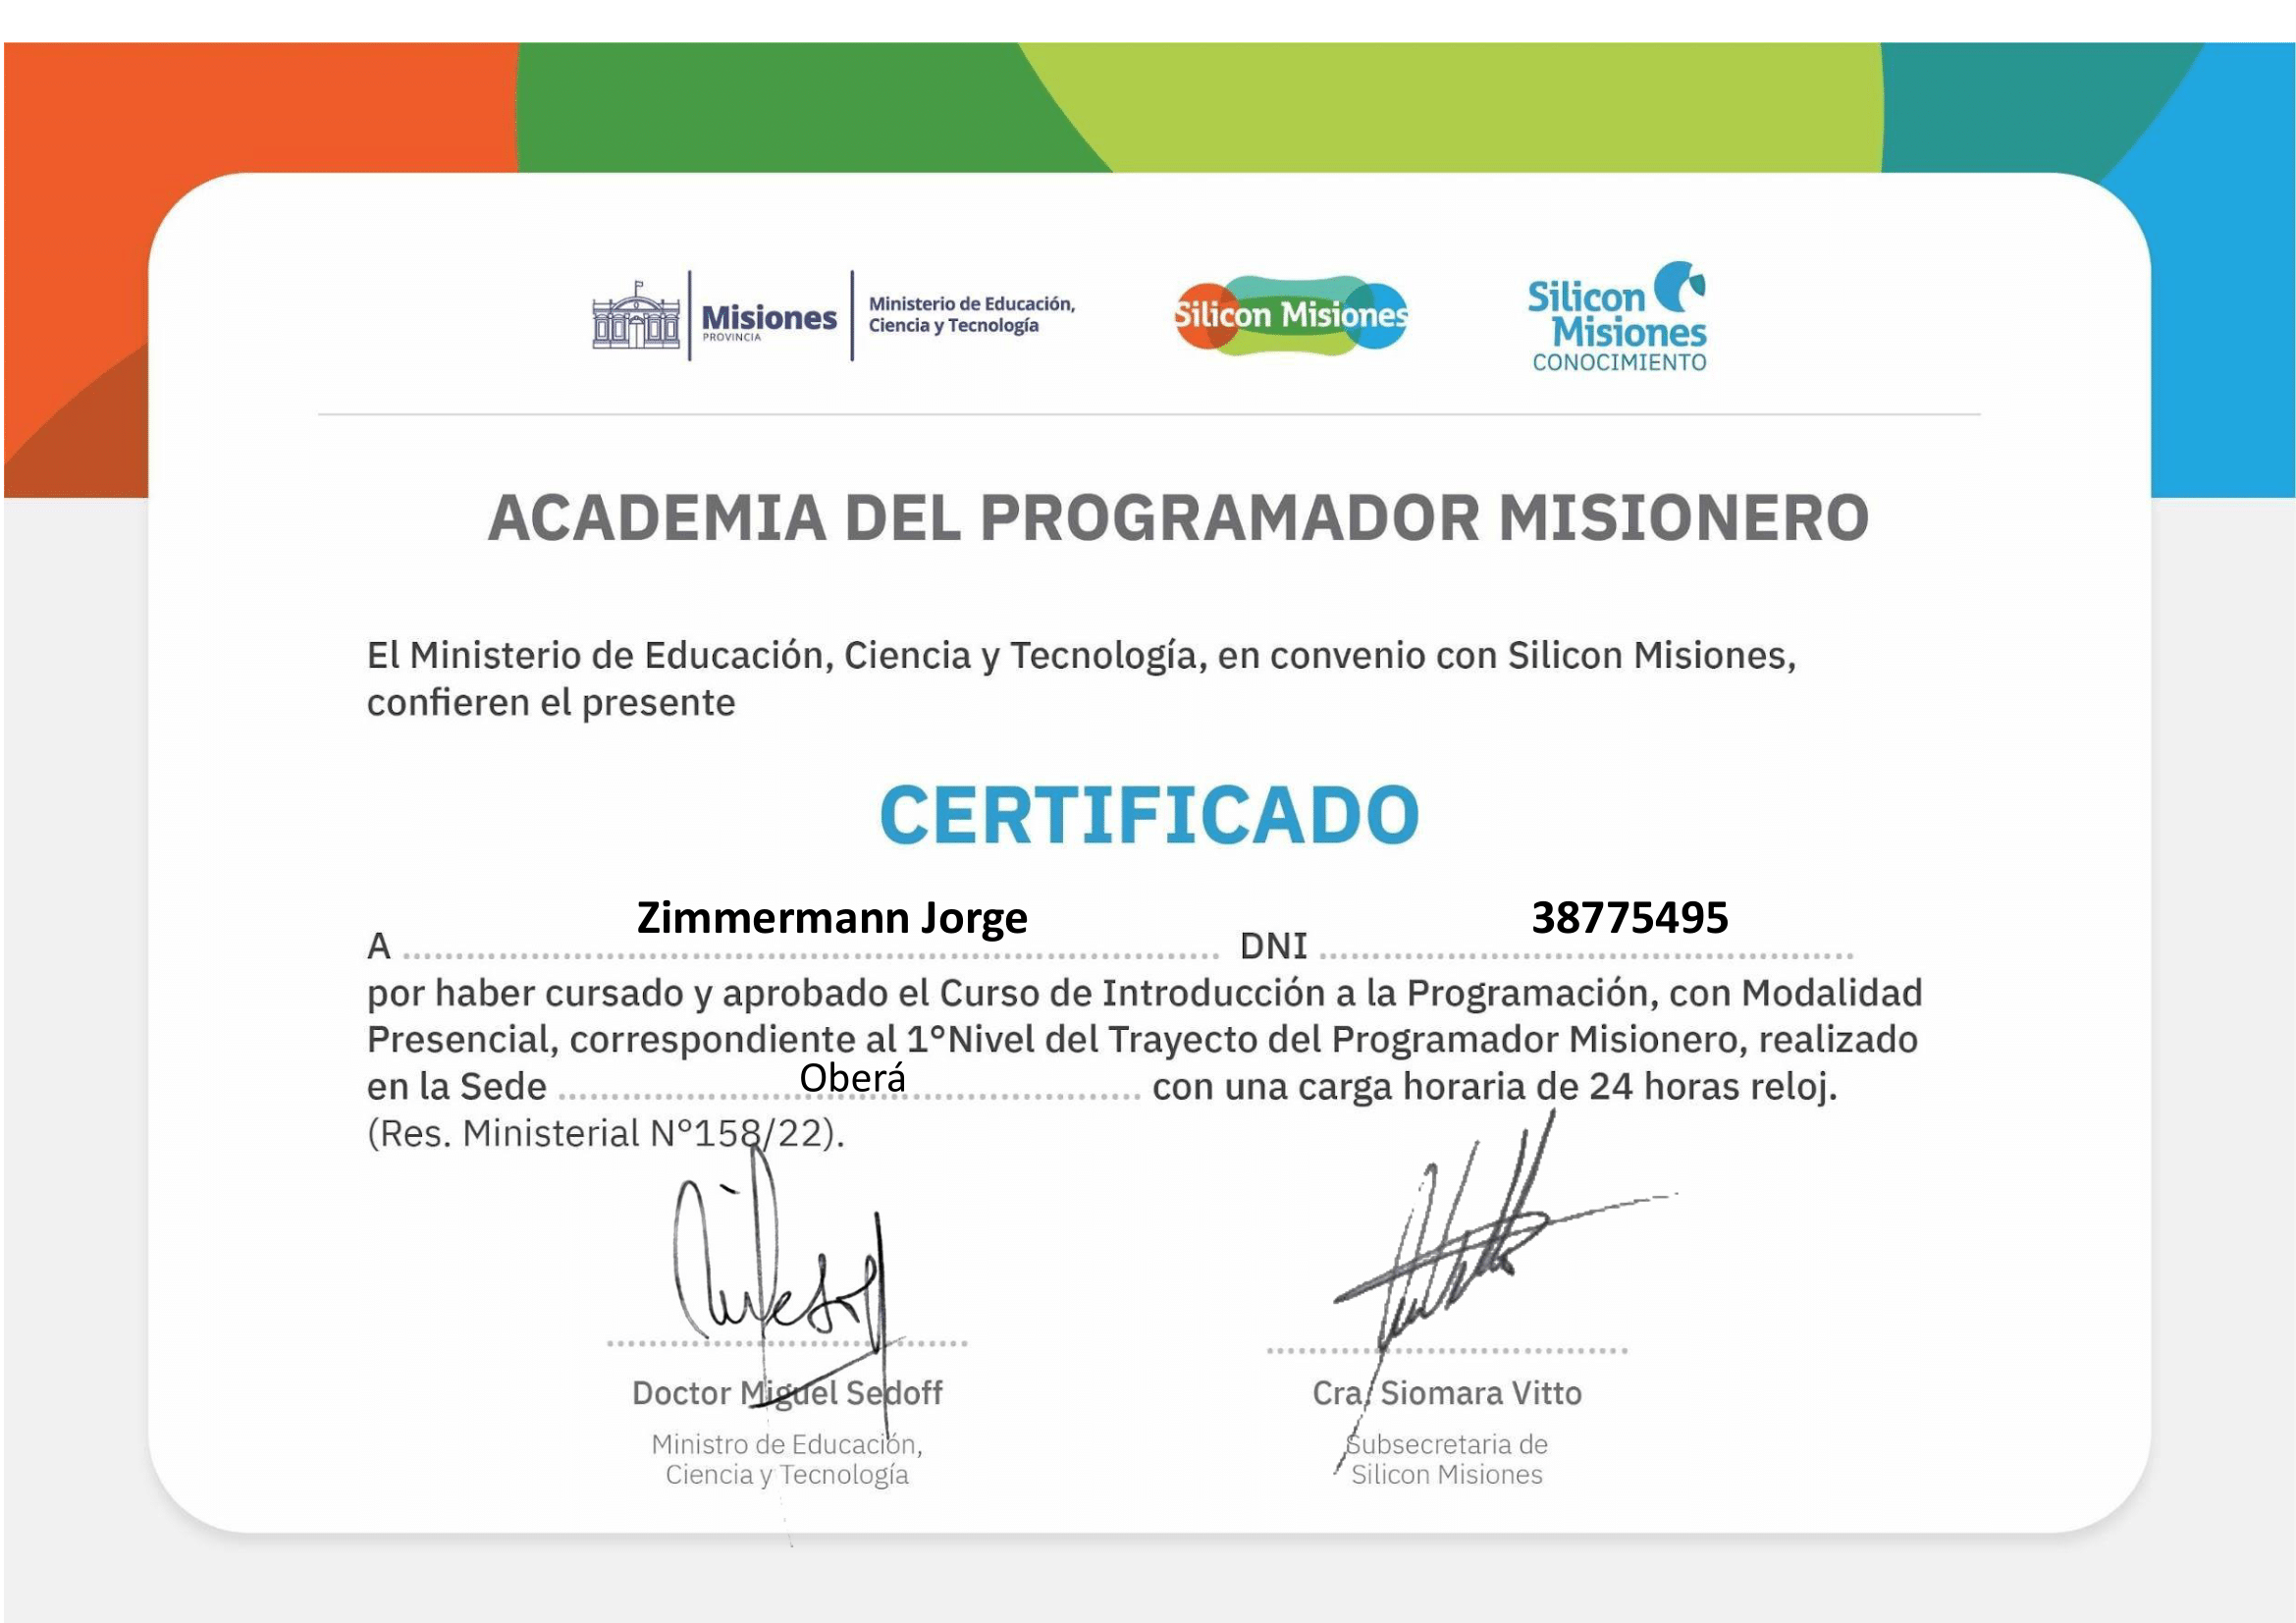 Misiones
PROVINCIA
Ministerio de Educación,
Ciencia y Tecnología
Silicon Misiones
Silicon
Misiones
CONOCIMIENTO
ACADEMIA DEL PROGRAMADOR MISIONERO
El Ministerio de Educación, Ciencia y Tecnología, en convenio con Silicon Misiones,
confieren el presente
CERTIFICADO
A Zimmermann Jorge DNI 38775495
por haber cursado y aprobado el Curso de Introducción a la Programación, con Modalidad
Presencial, correspondiente al 1°Nivel del Trayecto del Programador Misionero, realizado
en la Sede Oberá con una carga horaria de 24 horas reloj.
(Res. Ministerial N°158/22).
Doctor Miguel Sedoff
Ministro de Educación,
Ciencia y Tecnología
Cra. Siomara Vitto
Subsecretaria de
Silicon Misiones